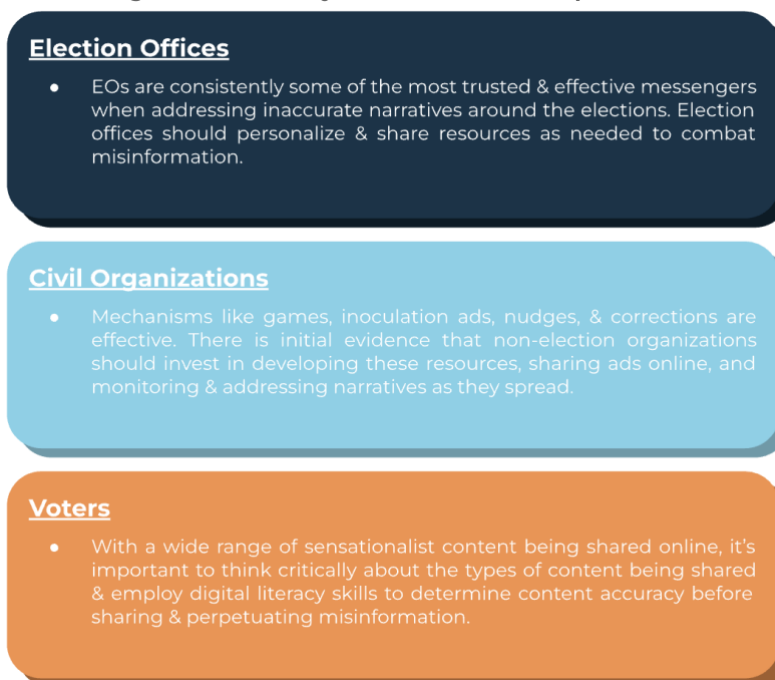 Election Offices
● EOs are consistently some of the most trusted & effective messengers
when addressing inaccurate narratives around the elections. Election
offices should personalize & share resources as needed to combat
misinformation.
Civil Organizations
● Mechanisms like games, inoculation ads, nudges, & corrections are
effective. There is initial evidence that non-election organizations
should invest in developing these resources, sharing ads online, and
monitoring & addressing narratives as they spread.
Voters
● With a wide range of sensationalist content being shared online, it’s
important to think critically about the types of content being shared
& employ digital literacy skills to determine content accuracy before
sharing & perpetuating misinformation.